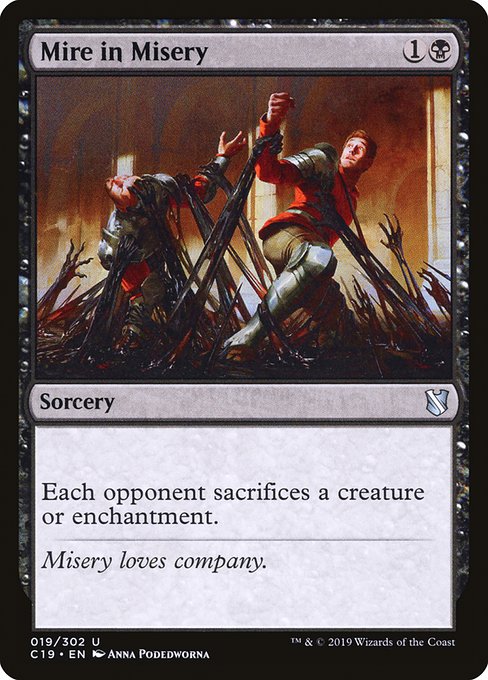 Mire in Misery 1
Sorcery
Each opponent sacrifices a creature
or enchantment.
Misery loves company.
019/302 U
™ & © 2019 Wizards of the Coast
C19 • EN Anna Podedworna